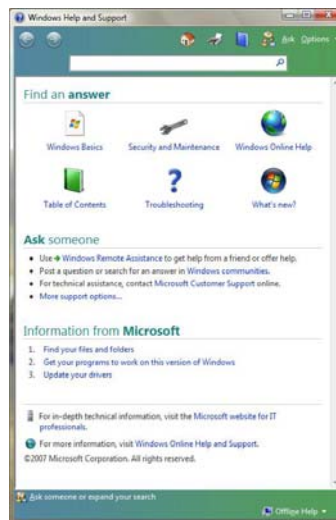 Windows Help and Support
Ask Options
Find an answer
Windows Basics
Security and Maintenance
Windows Online Help
Table of Contents
Troubleshooting
What's new?
Ask someone
• Use Windows Remote Assistance to get help from a friend or offer help.
• Post a question or search for an answer in Windows communities.
• For technical assistance, contact Microsoft Customer Support online.
• More support options...
Information from Microsoft
1. Find your files and folders
2. Get your programs to work on this version of Windows
3. Update your drivers
For in-depth technical information, visit the Microsoft website for IT
professionals.
For more information, visit Windows Online Help and Support.
©2007 Microsoft Corporation. All rights reserved.
Ask someone or expand your search
Offline Help